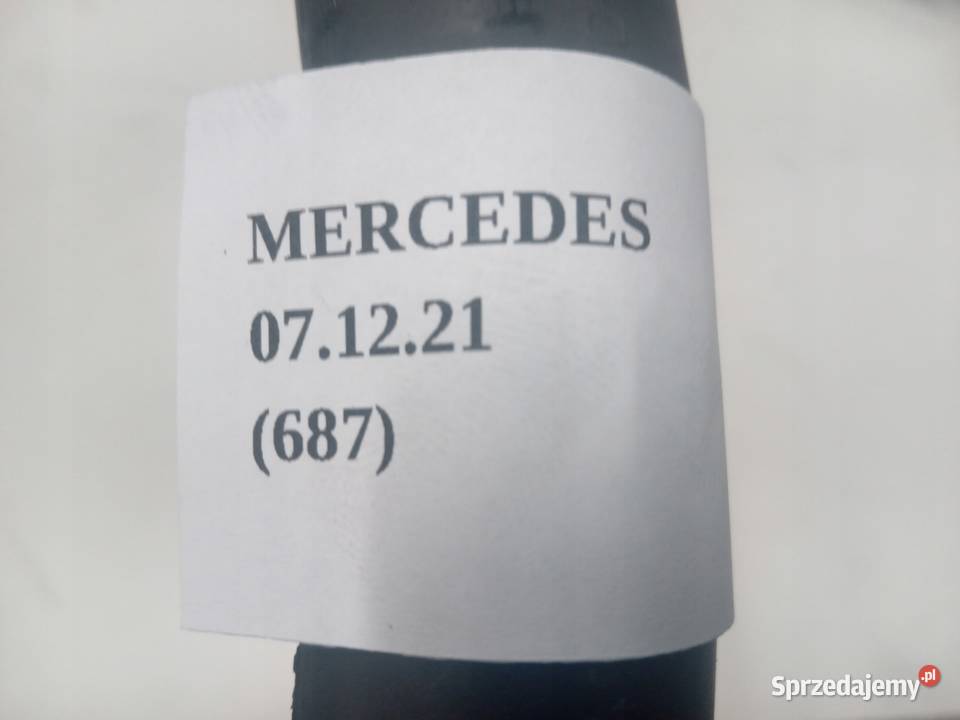 MERCEDES
07.12.21
(687)
Sprzedajemy.pl